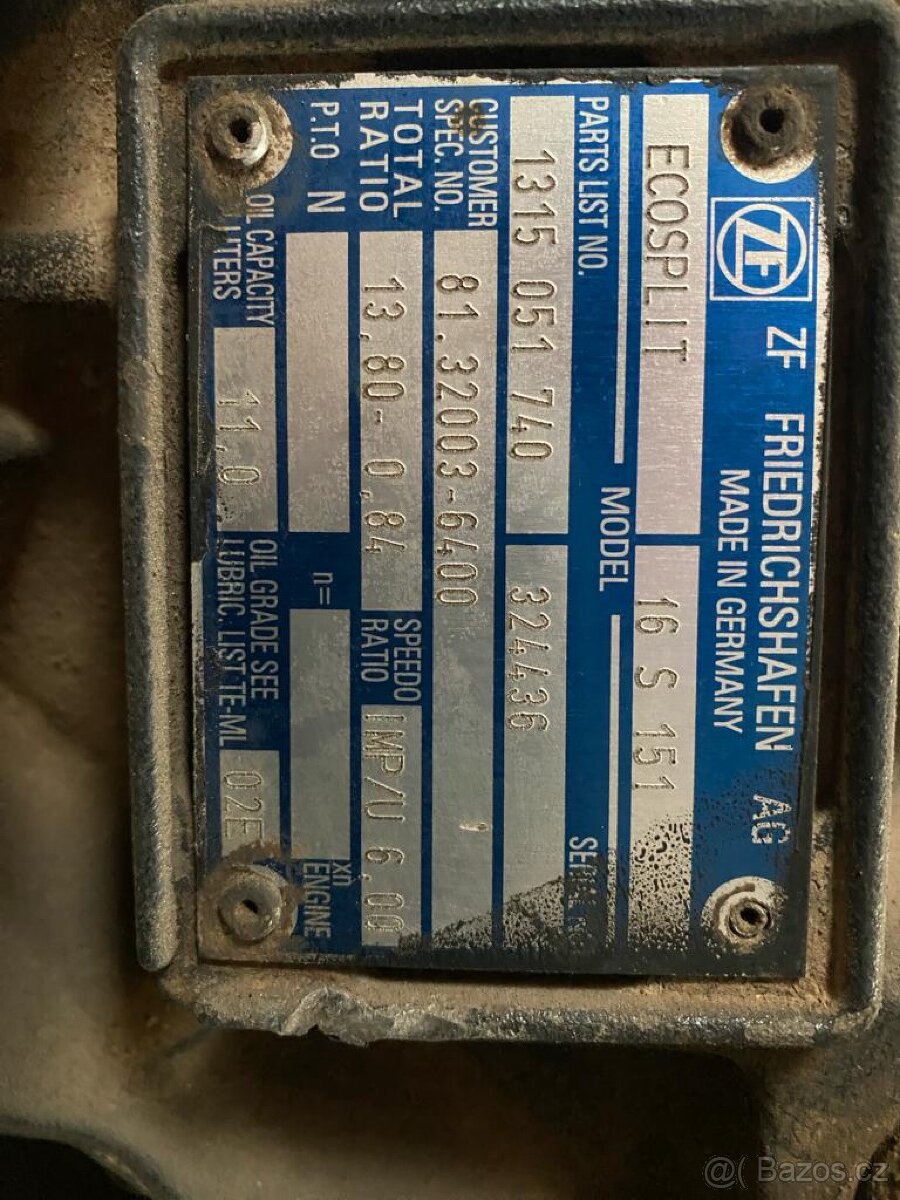 ZF
ZF FRIEDRICHSHAFEN AG
MADE IN GERMANY
ECOSPLIT
16 S 151
MODEL
PARTS LIST NO.
1315 051 740
324436
CUSTOMER
SPEC. NO.
81.32003-6400
TOTAL
RATIO
13,80- 0,84
SPEEDO
RATIO
IMP/U 6,00
P.T.O N
n=
xn
ENGINE
OIL CAPACITY
LITERS
11,0
OIL GRADE SEE
LUBRIC. LIST TE-ML
02E
@( Bazos.cz